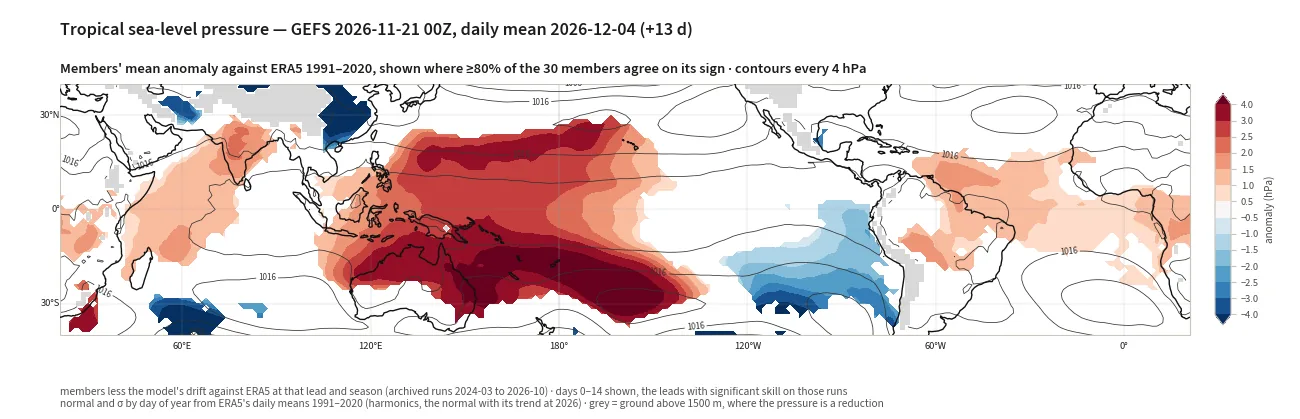 Tropical sea-level pressure — GEFS 2026-11-21 00Z, daily mean 2026-12-04 (+13 d)
Members' mean anomaly against ERA5 1991–2020, shown where ≥80% of the 30 members agree on its sign · contours every 4 hPa
30°N
0°
30°S
60°E
120°E
180°
120°W
60°W
0°
1016
1016
1016
1016
1016
1016
1016
1016
1016
4.0
3.0
2.5
2.0
1.5
1.0
0.5
−0.5
−1.0
−1.5
−2.0
−2.5
−3.0
−4.0
anomaly (hPa)
members less the model's drift against ERA5 at that lead and season (archived runs 2024-03 to 2026-10) · days 0–14 shown, the leads with significant skill on those runs
normal and σ by day of year from ERA5's daily means 1991–2020 (harmonics, the normal with its trend at 2026) · grey = ground above 1500 m, where the pressure is a reduction